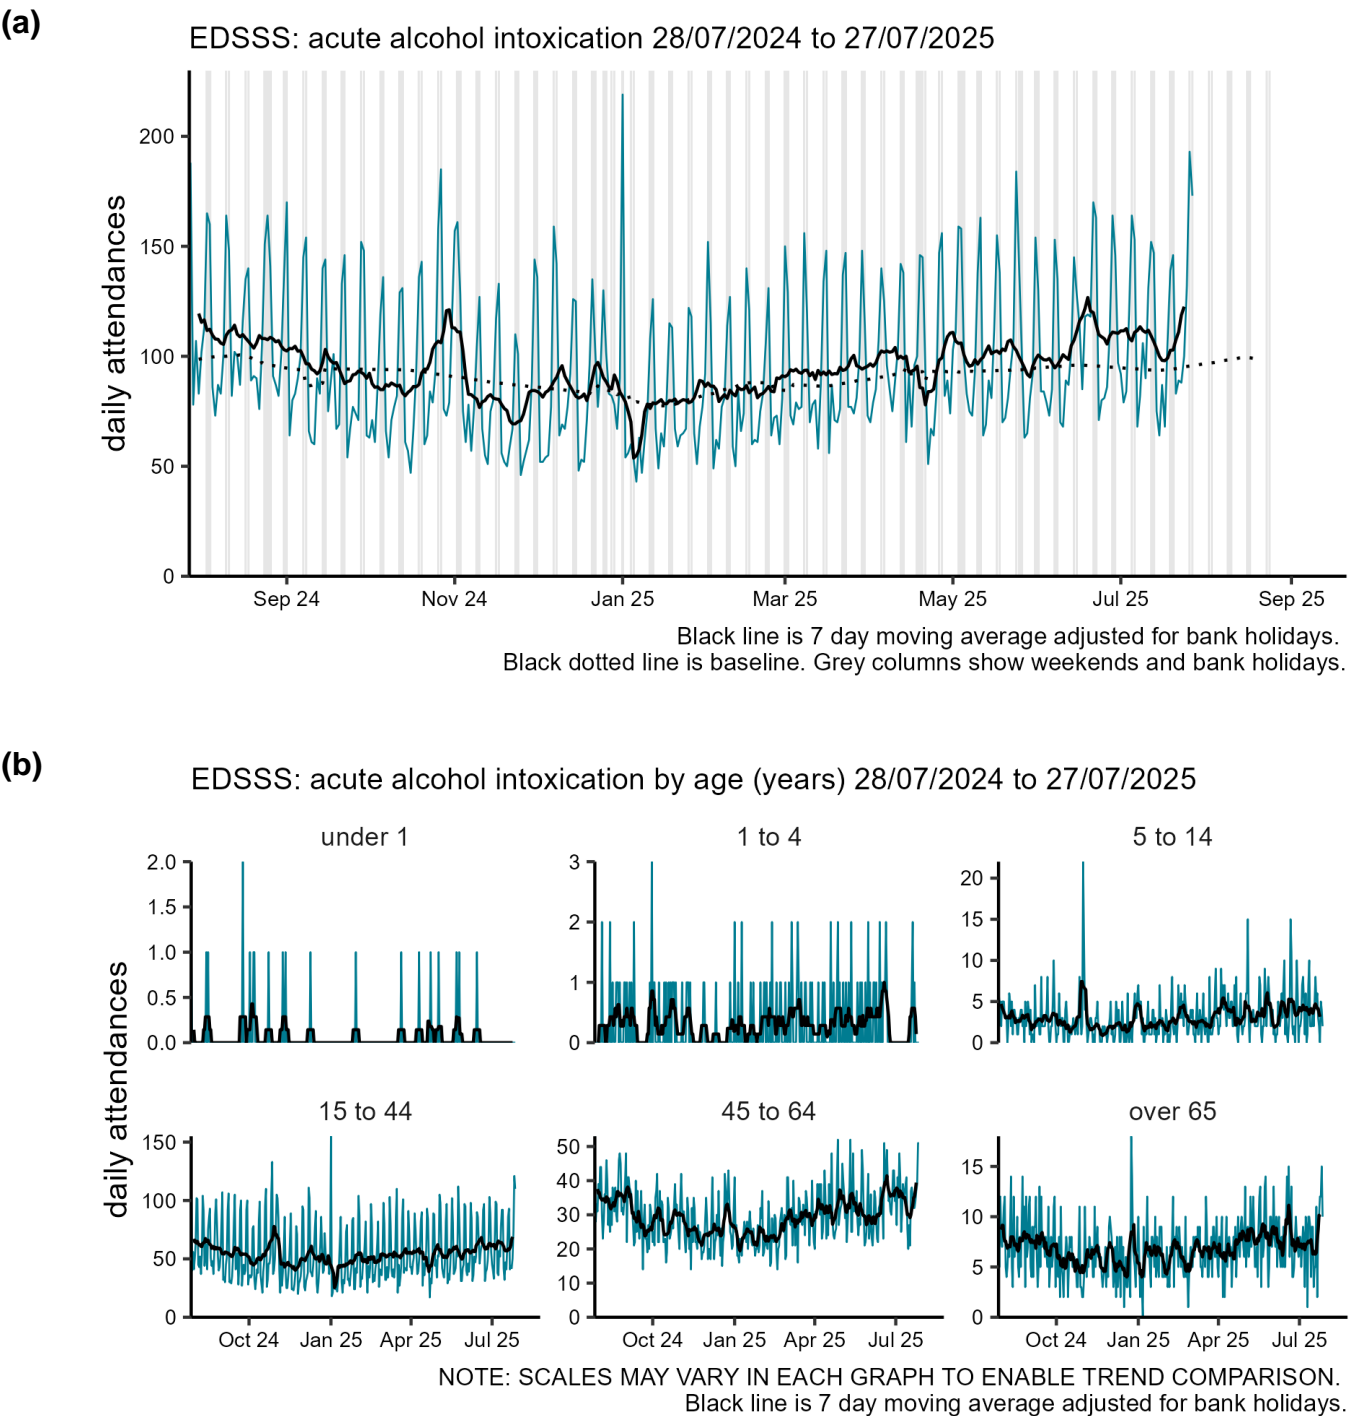 (a)
EDSSS: acute alcohol intoxication 28/07/2024 to 27/07/2025
daily attendances
200
150
100
50
0
Sep 24 Nov 24 Jan 25 Mar 25 May 25 Jul 25 Sep 25
Black line is 7 day moving average adjusted for bank holidays.
Black dotted line is baseline. Grey columns show weekends and bank holidays.
(b)
EDSSS: acute alcohol intoxication by age (years) 28/07/2024 to 27/07/2025
daily attendances
under 1
2.0
1.5
1.0
0.5
0.0
1 to 4
3
2
1
0
5 to 14
20
15
10
5
0
15 to 44
150
100
50
0
Oct 24 Jan 25 Apr 25 Jul 25
45 to 64
50
40
30
20
10
0
Oct 24 Jan 25 Apr 25 Jul 25
over 65
15
10
5
0
Oct 24 Jan 25 Apr 25 Jul 25
NOTE: SCALES MAY VARY IN EACH GRAPH TO ENABLE TREND COMPARISON.
Black line is 7 day moving average adjusted for bank holidays.